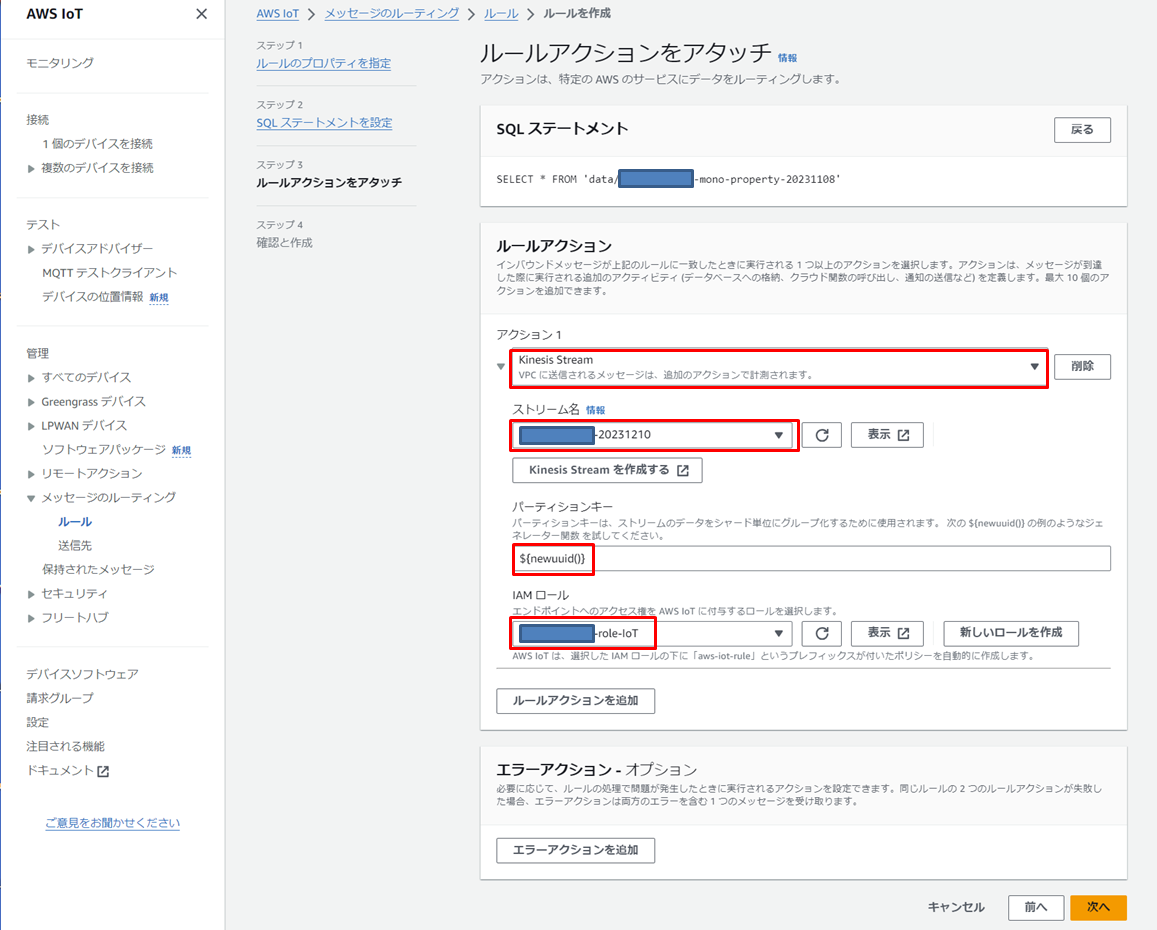 AWS IoT
モニタリング
接続
1 個のデバイスを接続
複数のデバイスを接続
テスト
デバイスアドバイザー
MQTT テストクライアント
デバイスの位置情報 新規
管理
すべてのデバイス
Greengrass デバイス
LPWAN デバイス
ソフトウェアパッケージ 新規
リモートアクション
メッセージのルーティング
ルール
送信先
保持されたメッセージ
セキュリティ
フリートハブ
デバイスソフトウェア
請求グループ
設定
注目される機能
ドキュメント
ご意見をお聞かせください
AWS IoT > メッセージのルーティング > ルール > ルールを作成
ステップ 1
ルールのプロパティを指定
ステップ 2
SQL ステートメントを設定
ステップ 3
ルールアクションをアタッチ
ステップ 4
確認と作成
ルールアクションをアタッチ 情報
アクションは、特定の AWS のサービスにデータをルーティングします。
SQL ステートメント
戻る
SELECT * FROM 'data/ -mono-property-20231108'
ルールアクション
インバウンドメッセージが上記のルールに一致したときに実行される 1 つ以上のアクションを選択します。アクションは、メッセージが到達
した際に実行される追加のアクティビティ (データベースへの格納、クラウド関数の呼び出し、通知の送信など) を定義します。最大 10 個のア
クションを追加できます。
アクション 1
Kinesis Stream
VPC に送信されるメッセージは、追加のアクションで計測されます。
削除
ストリーム名 情報
-20231210
表示
Kinesis Stream を作成する
パーティションキー
パーティションキーは、ストリームのデータをシャード単位にグループ化するために使用されます。 次の ${newuuid()} の例のようなジェ
ネレーター関数 を試してください。
${newuuid()}
IAM ロール
エンドポイントへのアクセス権を AWS IoT に付与するロールを選択します。
-role-IoT
表示
新しいロールを作成
AWS IoT は、選択した IAM ロールの下に「aws-iot-rule」というプレフィックスが付いたポリシーを自動的に作成します。
ルールアクションを追加
エラーアクション - オプション
必要に応じて、ルールの処理で問題が発生したときに実行されるアクションを設定できます。同じルールの 2 つのルールアクションが失敗し
た場合、エラーアクションは両方のエラーを含む 1 つのメッセージを受け取ります。
エラーアクションを追加
キャンセル
前へ
次へ